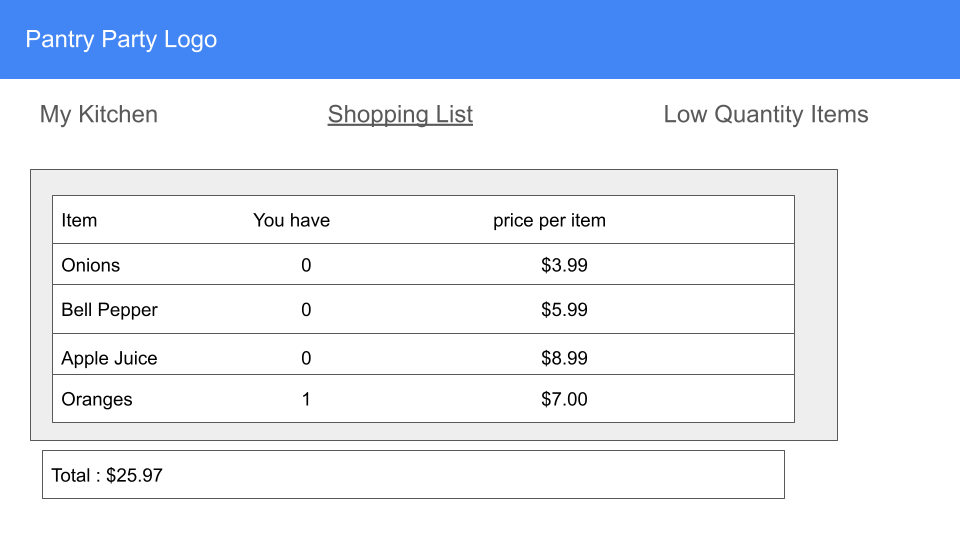 Pantry Party Logo
My Kitchen Shopping List Low Quantity Items
Item You have price per item
Onions 0 $3.99
Bell Pepper 0 $5.99
Apple Juice 0 $8.99
Oranges 1 $7.00
Total : $25.97